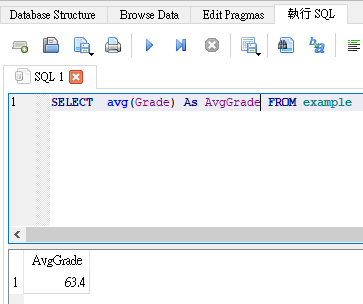 Database Structure Browse Data Edit Pragmas 執行 SQL
SQL 1
1 SELECT avg(Grade) As AvgGrade FROM example
AvgGrade
1 63.4